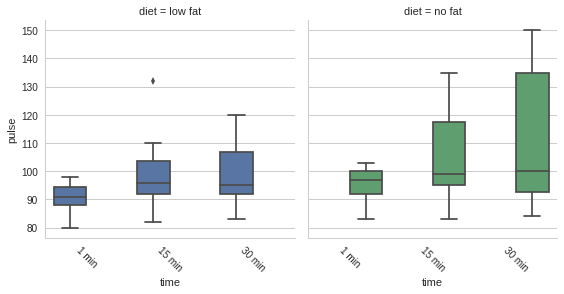 diet = low fat
diet = no fat
150
140
130
120
110
100
90
80
pulse
1 min
15 min
30 min
1 min
15 min
30 min
time
time